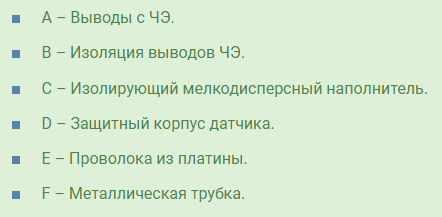 A – Выводы с ЧЭ.
B – Изоляция выводов ЧЭ.
C – Изолирующий мелкодисперсный наполнитель.
D – Защитный корпус датчика.
E – Проволока из платины.
F – Металлическая трубка.